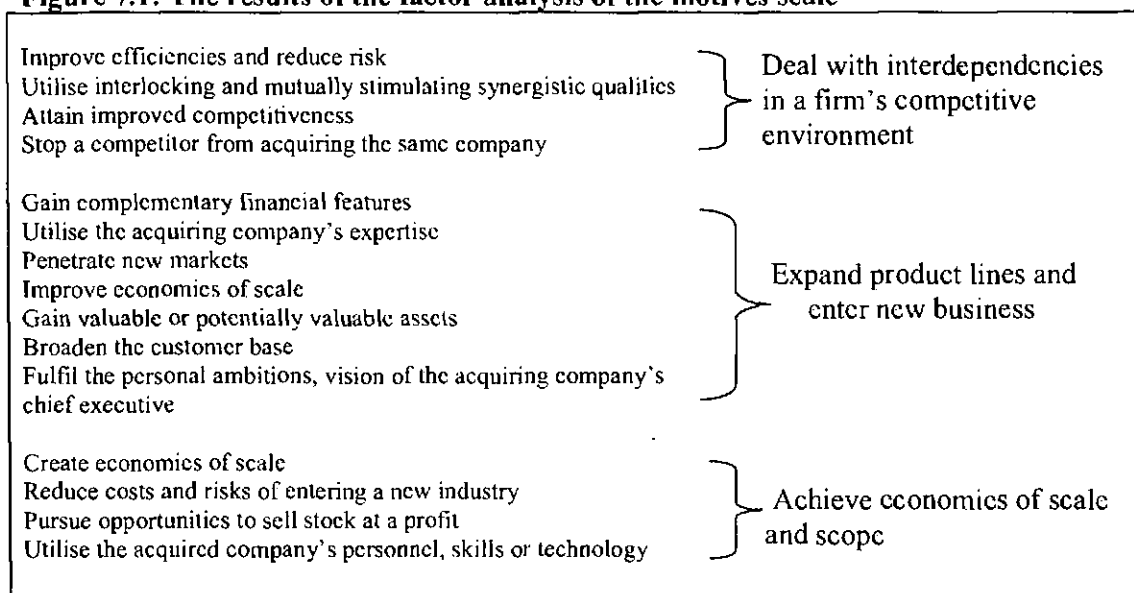 Figure 7.1: The results of the factor analysis of the motives scale
Improve efficiencies and reduce risk
Utilise interlocking and mutually stimulating synergistic qualities
Attain improved competitiveness
Stop a competitor from acquiring the same company
Deal with interdependencies
in a firm's competitive
environment
Gain complementary financial features
Utilise the acquiring company's expertise
Penetrate new markets
Improve economics of scale
Gain valuable or potentially valuable assets
Broaden the customer base
Fulfil the personal ambitions, vision of the acquiring company's
chief executive
Expand product lines and
enter new business
Create economics of scale
Reduce costs and risks of entering a new industry
Pursue opportunities to sell stock at a profit
Utilise the acquired company's personnel, skills or technology
Achieve economics of scale
and scope